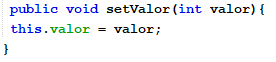 public void setValor(int valor){
this.valor = valor;
}